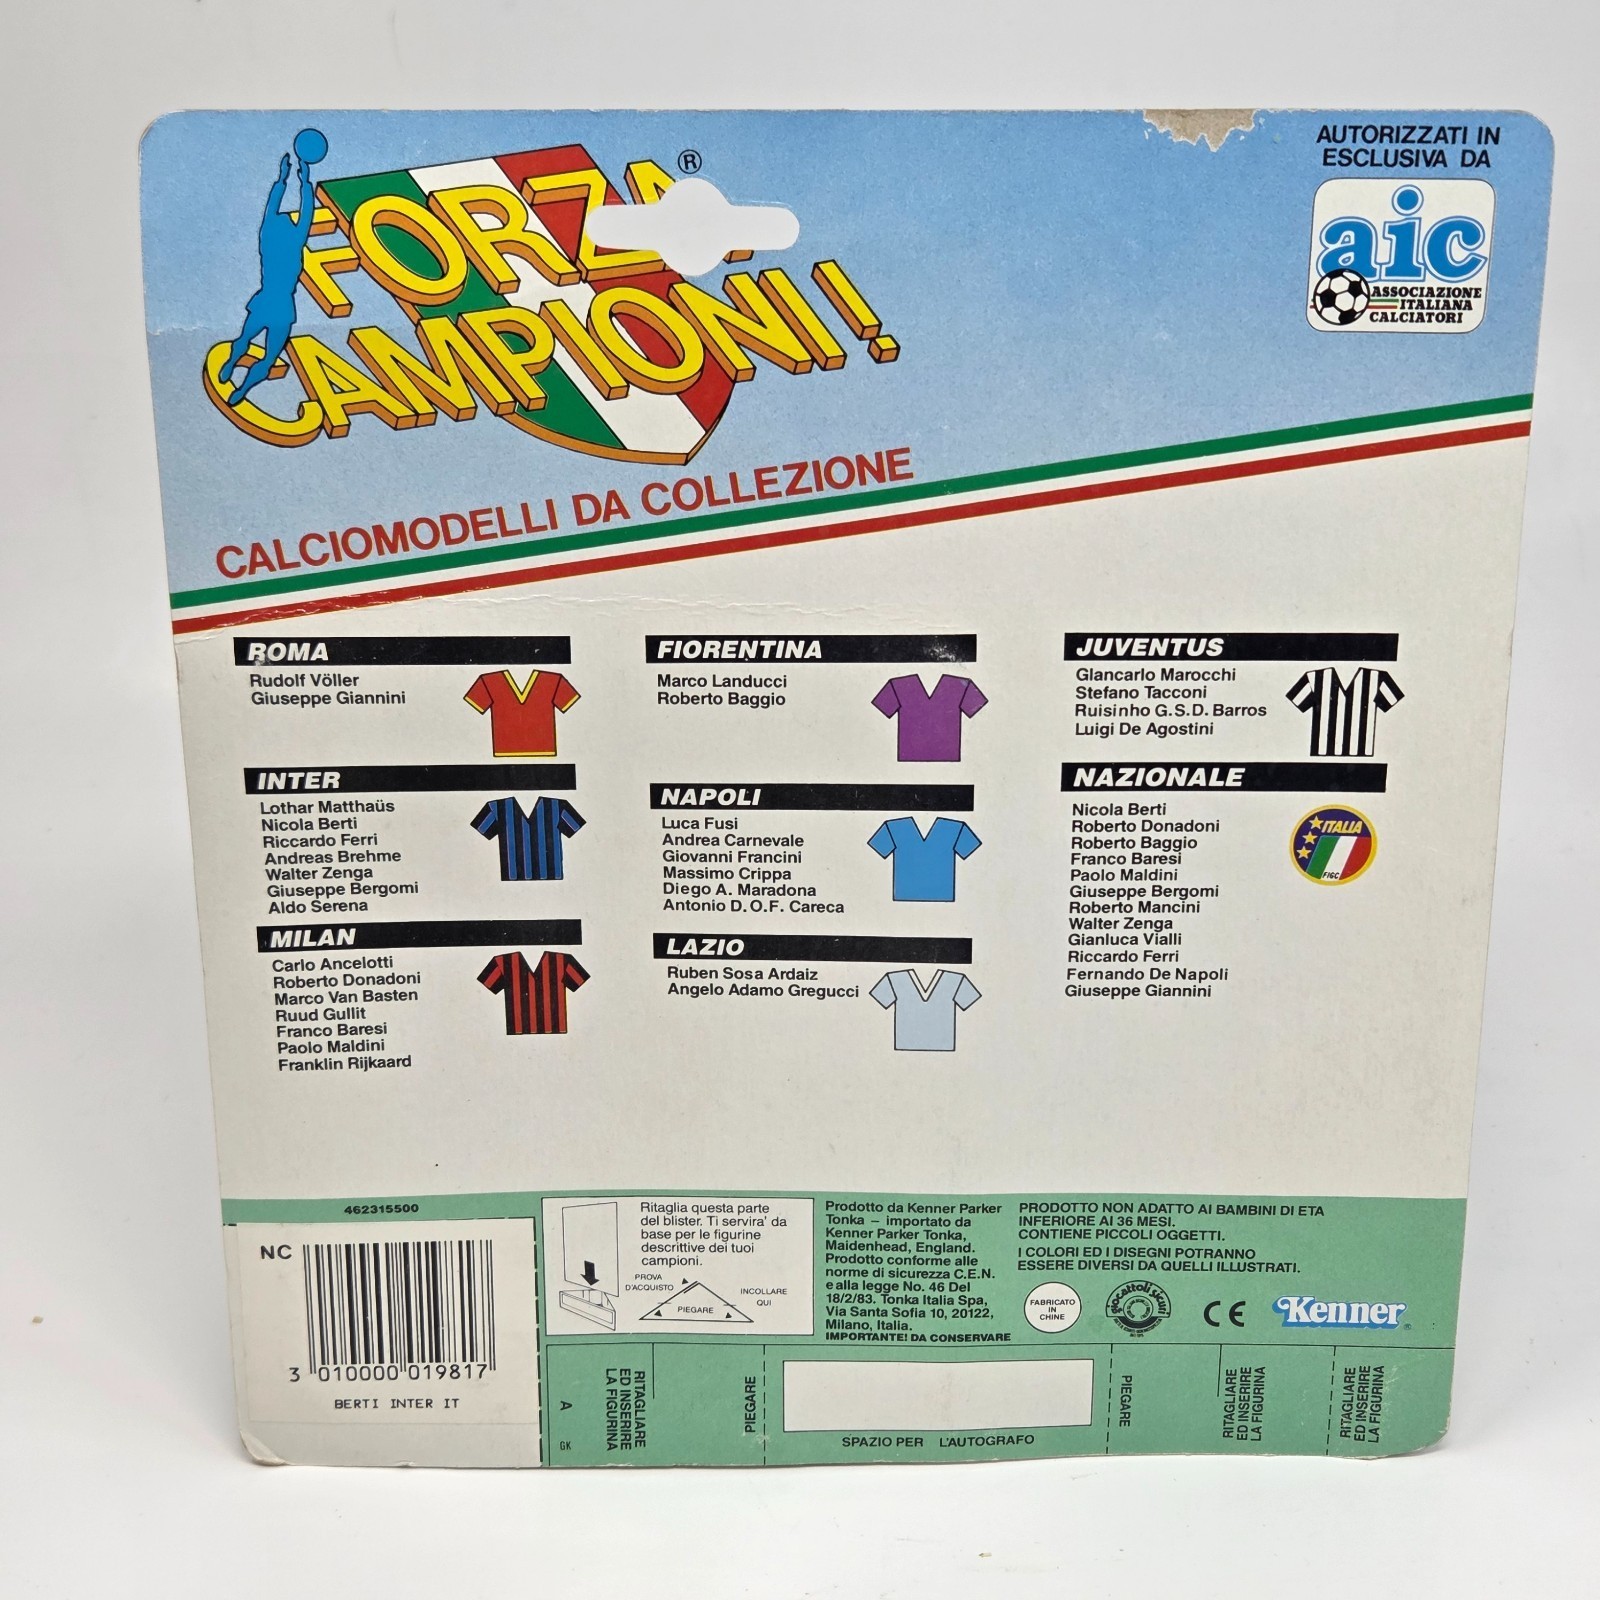 FORZA ®
CAMPIONI!
CALCIOMODELLI DA COLLEZIONE
AUTORIZZATI IN
ESCLUSIVA DA
aic
ASSOCIAZIONE
ITALIANA
CALCIATORI
ROMA
Rudolf Völler
Giuseppe Giannini
INTER
Lothar Matthaüs
Nicola Berti
Riccardo Ferri
Andreas Brehme
Walter Zenga
Giuseppe Bergomi
Aldo Serena
MILAN
Carlo Ancelotti
Roberto Donadoni
Marco Van Basten
Ruud Gullit
Franco Baresi
Paolo Maldini
Franklin Rijkaard
FIORENTINA
Marco Landucci
Roberto Baggio
NAPOLI
Luca Fusi
Andrea Carnevale
Giovanni Francini
Massimo Crippa
Diego A. Maradona
Antonio D.O.F. Careca
LAZIO
Ruben Sosa Ardaiz
Angelo Adamo Gregucci
JUVENTUS
Giancarlo Marocchi
Stefano Tacconi
Ruisinho G.S.D. Barros
Luigi De Agostini
NAZIONALE
Nicola Berti
Roberto Donadoni
Roberto Baggio
Franco Baresi
Paolo Maldini
Giuseppe Bergomi
Roberto Mancini
Walter Zenga
Gianluca Vialli
Riccardo Ferri
Fernando De Napoli
Giuseppe Giannini
ITALIA
FIGC
462315500
NC
3 010000 019817
BERTI INTER IT
Ritaglia questa parte
del blister. Ti servira' da
base per le figurine
descrittive dei tuoi
campioni.
PROVA
D'ACQUISTO
PIEGARE
INCOLLARE
QUI
Prodotto da Kenner Parker
Tonka – importato da
Kenner Parker Tonka,
Maidenhead, England.
Prodotto conforme alle
norme di sicurezza C.E.N.
e alla legge No. 46 Del
18/2/83. Tonka Italia Spa,
Via Santa Sofia 10, 20122,
Milano, Italia.
IMPORTANTE! DA CONSERVARE
PRODOTTO NON ADATTO AI BAMBINI DI ETA
INFERIORE AI 36 MESI.
CONTIENE PICCOLI OGGETTI.
I COLORI ED I DISEGNI POTRANNO
ESSERE DIVERSI DA QUELLI ILLUSTRATI.
FABRICATO
IN
CHINE
giocattoli sicuri
CE
Kenner
A
GK
RITAGLIARE
ED INSERIRE
LA FIGURINA
PIEGARE
SPAZIO PER L'AUTOGRAFO
PIEGARE
RITAGLIARE
ED INSERIRE
LA FIGURINA
RITAGLIARE
ED INSERIRE
LA FIGURINA